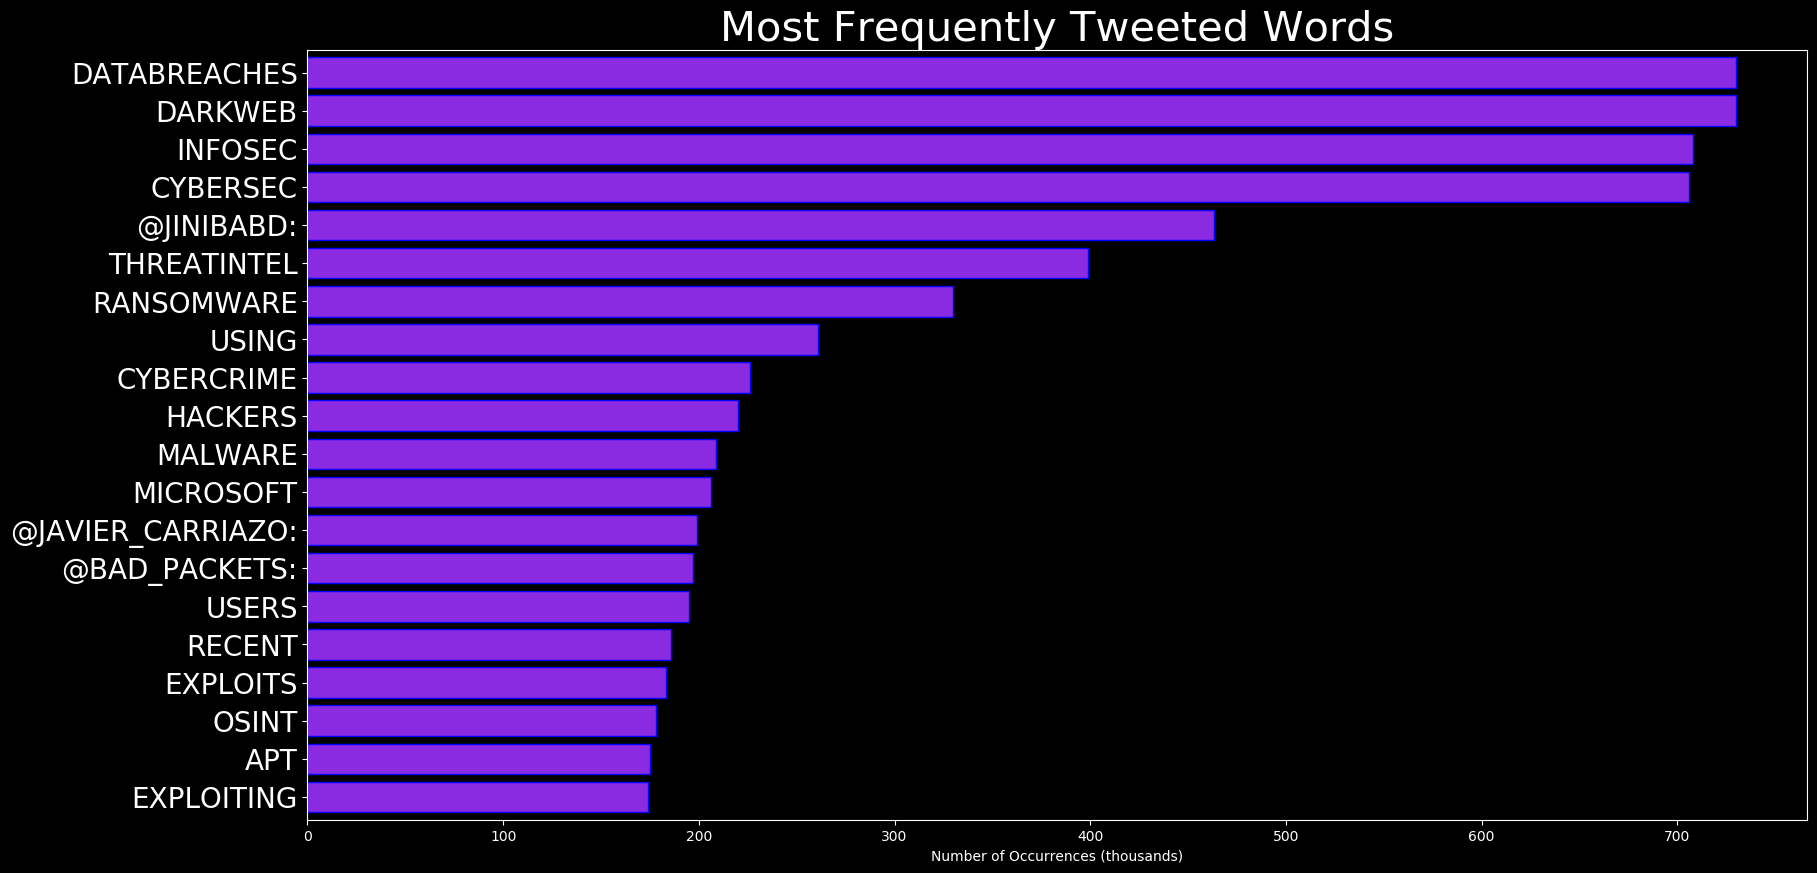 Most Frequently Tweeted Words
DATABREACHES
DARKWEB
INFOSEC
CYBERSEC
@JINIBABD:
THREATINTEL
RANSOMWARE
USING
CYBERCRIME
HACKERS
MALWARE
MICROSOFT
@JAVIER_CARRIAZO:
@BAD_PACKETS:
USERS
RECENT
EXPLOITS
OSINT
APT
EXPLOITING
0 100 200 300 400 500 600 700
Number of Occurrences (thousands)